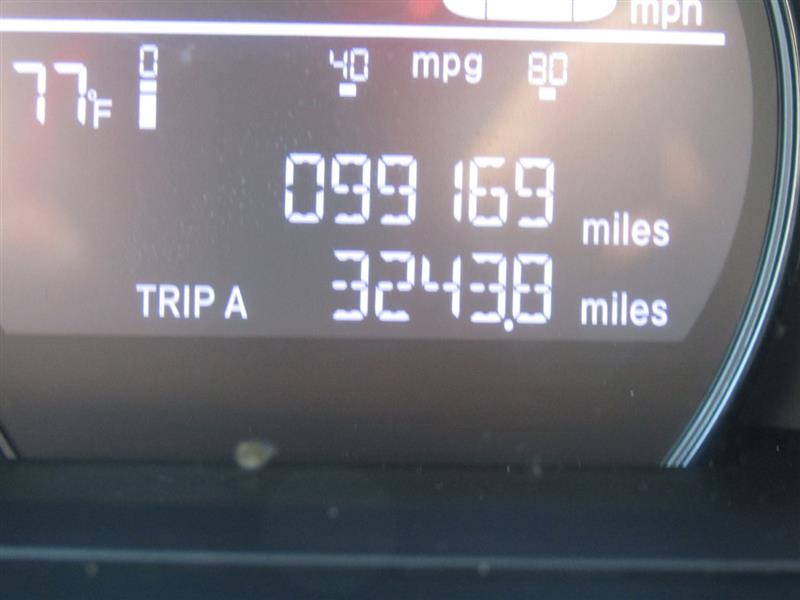 mph
0 40 mpg 80
77°F
099169 miles
TRIP A 3243.8 miles